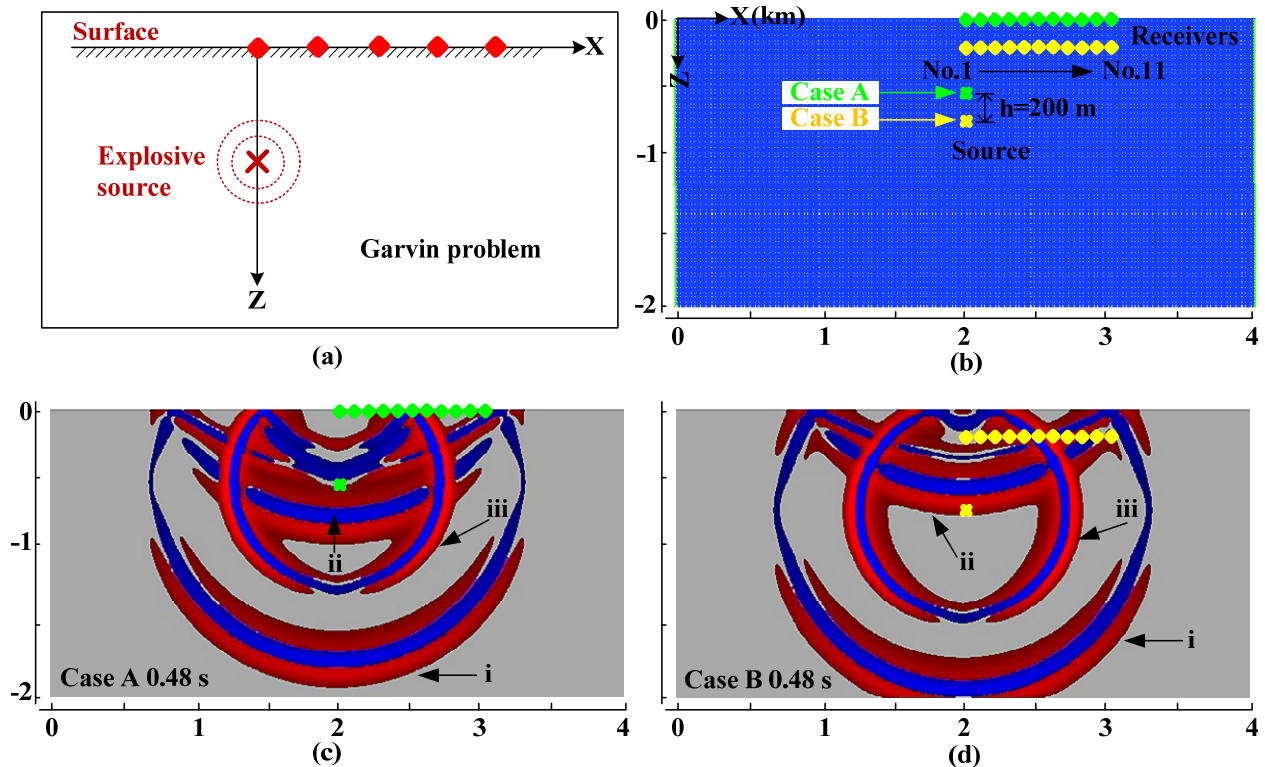 Surface
X
Explosive
source
Garvin problem
Z
(a)
0
X(km)
Receivers
Z
No.1
No.11
Case A
h=200 m
Case B
Source
-1
-2
0
1
2
3
4
(b)
0
iii
ii
-1
i
Case A 0.48 s
-2
0
1
2
3
4
(c)
iii
ii
i
Case B 0.48 s
0
1
2
3
4
(d)